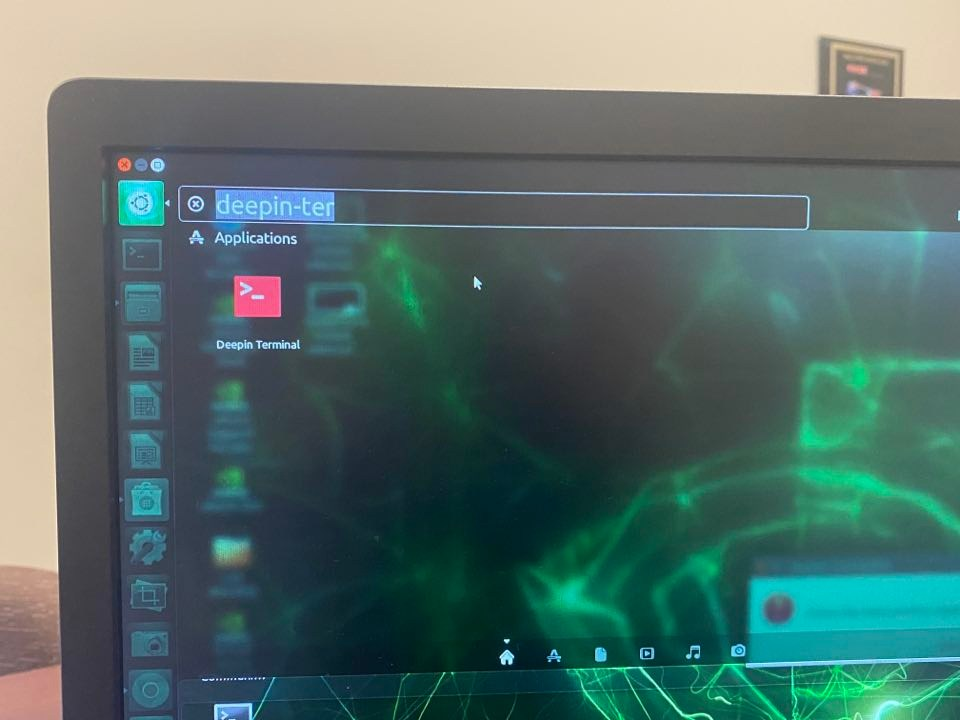 deepin-ter
Applications
>_
Deepin Terminal